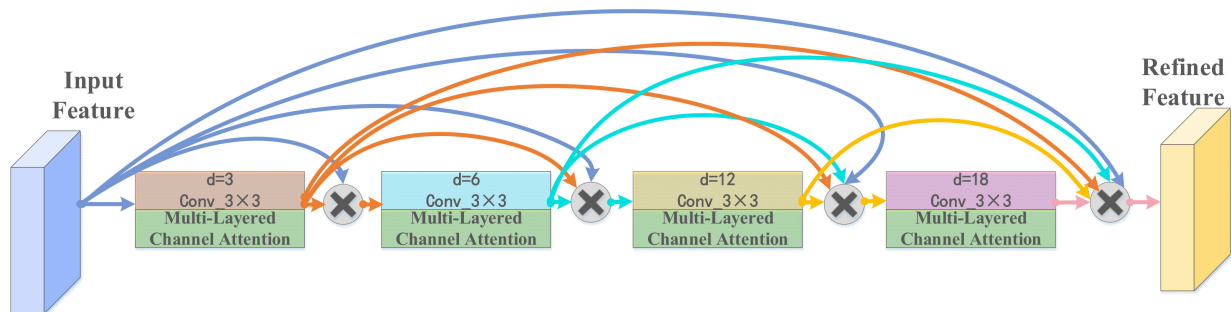 Input
Feature
d=3
Conv_3×3
Multi-Layered
Channel Attention
d=6
Conv_3×3
Multi-Layered
Channel Attention
d=12
Conv_3×3
Multi-Layered
Channel Attention
d=18
Conv_3×3
Multi-Layered
Channel Attention
Refined
Feature